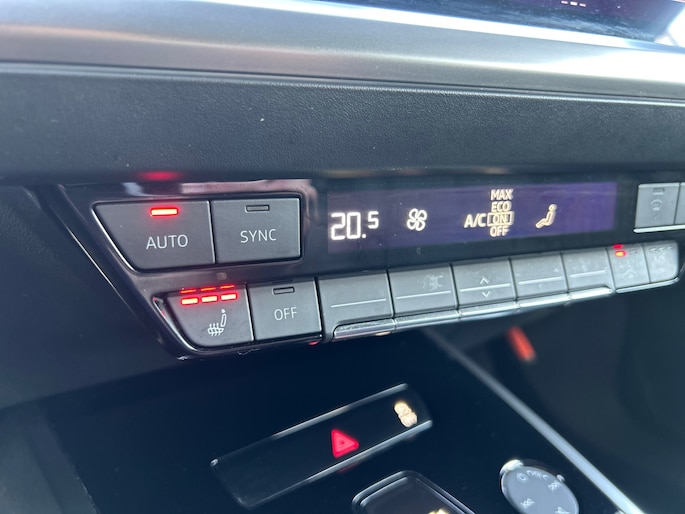 AUTO
SYNC
20.5
A/C
MAX
ECO
ON
OFF
OFF